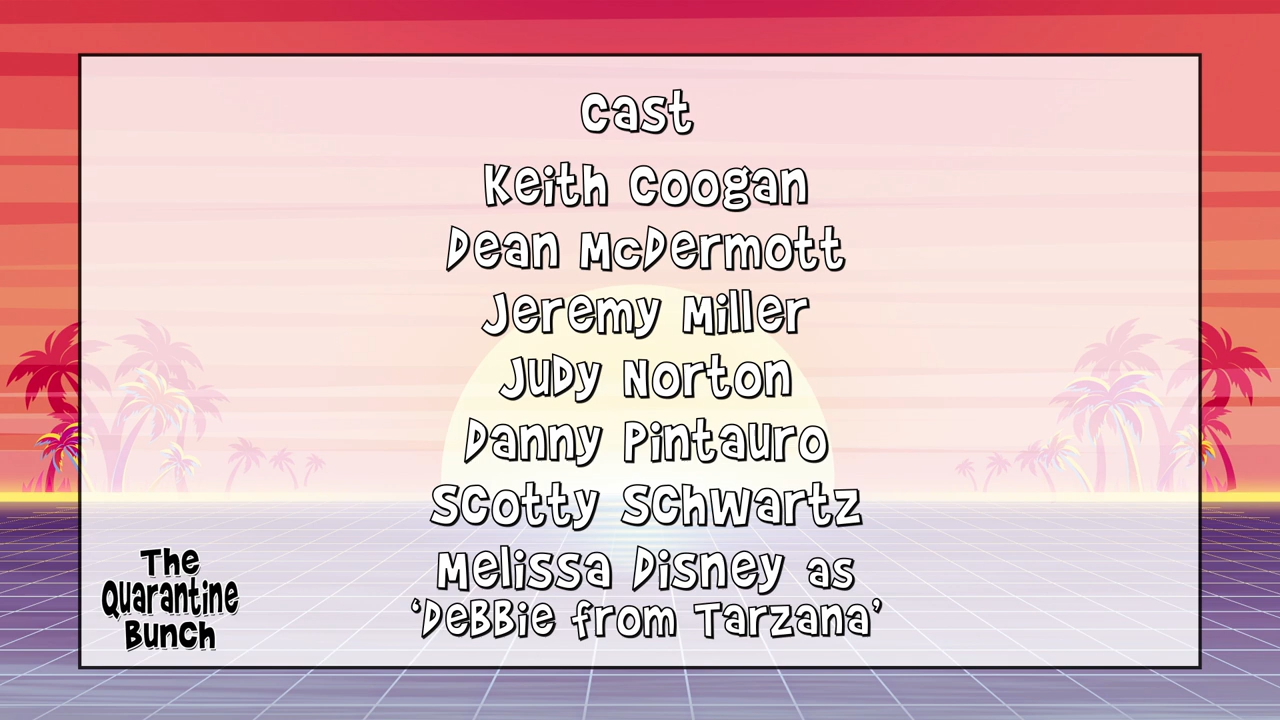 Cast
Keith Coogan
Dean McDermott
Jeremy Miller
Judy Norton
Danny Pintauro
Scotty Schwartz
Melissa Disney as
‘Debbie from Tarzana’
The
Quarantine
Bunch